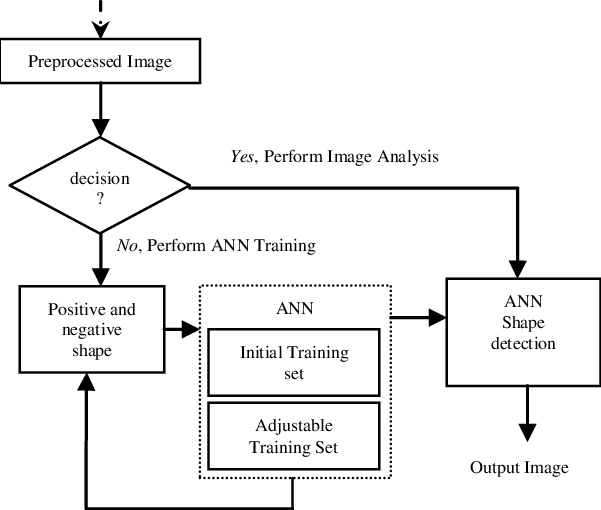 Preprocessed Image
Yes, Perform Image Analysis
decision
?
No, Perform ANN Training
Positive and
negative
shape
ANN
Initial Training
set
Adjustable
Training Set
ANN
Shape
detection
Output Image